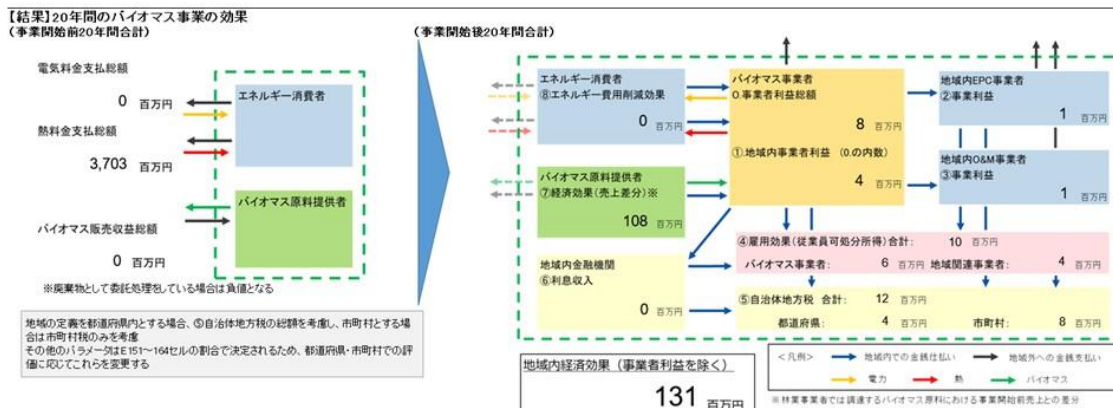 【結果】20年間のバイオマス事業の効果
(事業開始前20年間合計)
電気料金支払総額
0 百万円
熱料金支払総額
3,703 百万円
バイオマス販売収益総額
0 百万円
エネルギー消費者
バイオマス原料提供者
※廃棄物として委託処理をしている場合は負値となる
地域の定義を都道府県内とする場合、⑤自治体地方税の総額を考慮し、市町村とする場
合は市町村税のみを考慮
その他のパラメータはE151～164セルの割合で決定されるため、都道府県・市町村での評
価に応じてこれらを変更する
(事業開始後20年間合計)
エネルギー消費者
⑧エネルギー費用削減効果
0 百万円
バイオマス原料提供者
⑦経済効果(売上差分)※
108 百万円
地域内金融機関
⑥利息収入
0 百万円
バイオマス事業者
0.事業者利益総額
8 百万円
①.地域内事業者利益 (0.の内数)
4 百万円
地域内EPC事業者
②事業利益
1 百万円
地域内O&M事業者
③事業利益
1 百万円
④雇用効果(従業員可処分所得)合計: 10 百万円
バイオマス事業者: 6 百万円 地域関連事業者: 4 百万円
⑤自治体地方税 合計: 12 百万円
都道府県: 4 百万円 市町村: 8 百万円
地域内経済効果（事業者利益を除く）
131 百万円
<凡例> 地域内での金銭仕払い 地域外への金銭支払い
電力 熱 バイオマス
※林業事業者では調達するバイオマス原料における事業開始前売上との差分